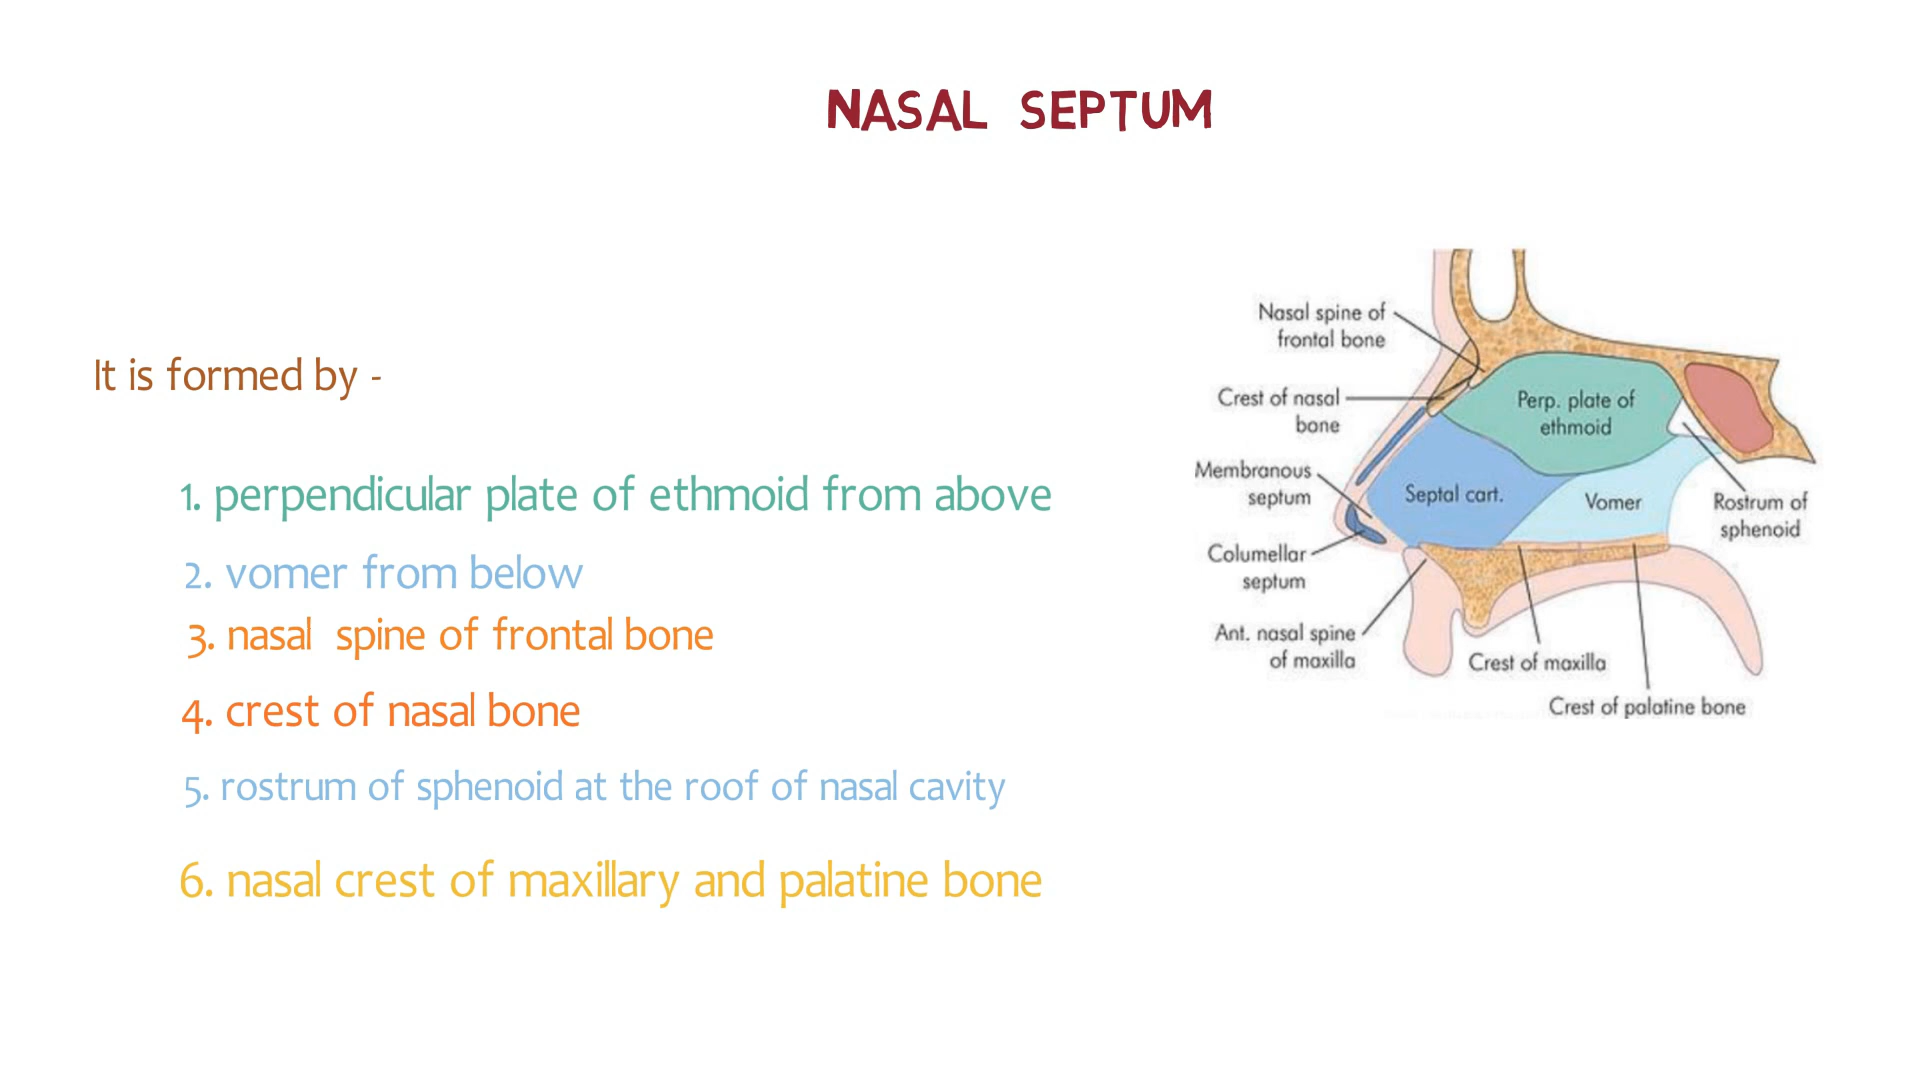 NASAL SEPTUM
It is formed by -
1. perpendicular plate of ethmoid from above
2. vomer from below
3. nasal spine of frontal bone
4. crest of nasal bone
5. rostrum of sphenoid at the roof of nasal cavity
6. nasal crest of maxillary and palatine bone
Nasal spine of
frontal bone
Crest of nasal
bone
Membranous
septum
Columellar
septum
Ant. nasal spine
of maxilla
Perp. plate of
ethmoid
Septal cart.
Vomer
Rostrum of
sphenoid
Crest of maxilla
Crest of palatine bone